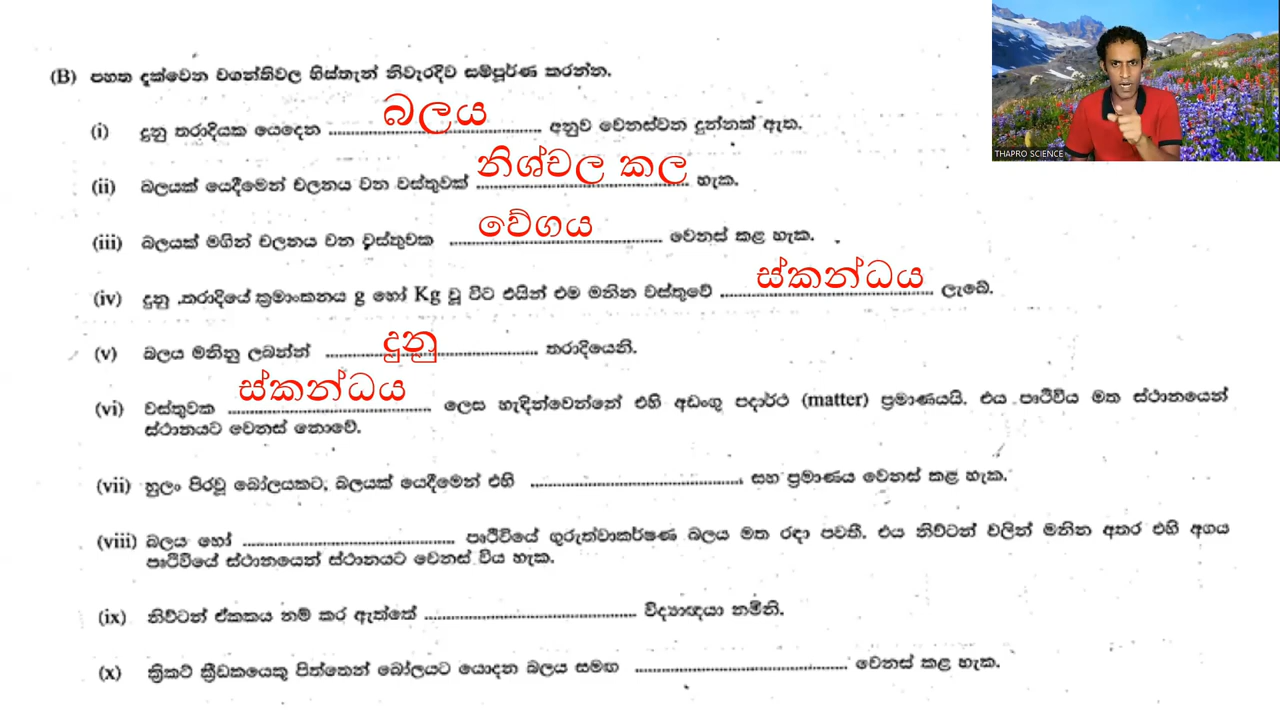 (B) පහත දැක්වෙන වගන්තිවල හිස්තැන් නිවැරදිව සම්පූර්ණ කරන්න.
THAPRO SCIENCE
(i) දුනු තරාදියක යෙදෙන බලය අනුව වෙනස්වන දුන්නක් ඇත.
(ii) බලයක් යෙදීමෙන් චලනය වන වස්තුවක් නිශ්චල කල හැක.
(iii) බලයක් මගින් චලනය වන වස්තුවක වේගය වෙනස් කළ හැක.
(iv) දුනු තරාදියේ ක්‍රමාංකනය g හෝ Kg වූ විට එයින් එම මනින වස්තුවේ ස්කන්ධය ලැබේ.
(v) බලය මනිනු ලබන්න් දුනු තරාදියෙනි.
(vi) වස්තුවක ස්කන්ධය ලෙස හැඳින්වෙන්නේ එහි අඩංගු පදාර්ථ (matter) ප්‍රමාණයයි. එය පෘථිවිය මත ස්ථානයෙන්
ස්ථානයට වෙනස් නොවේ.
(vii) හුලං පිරවූ බෝලයකට, බලයක් යෙදීමෙන් එහි ........................................ සහ ප්‍රමාණය වෙනස් කළ හැක.
(viii) බලය හෝ ........................................ පෘථිවියේ ගුරුත්වාකර්ෂණ බලය මත රඳා පවතී. එය නිව්ටන් වලින් මනින අතර එහි අගය
පෘථිවියේ ස්ථානයෙන් ස්ථානයට වෙනස් විය හැක.
(ix) නිව්ටන් ඒකකය නම් කර ඇත්තේ ........................................ විද්‍යාඥයා නමිනි.
(x) ක්‍රිකට් ක්‍රීඩකයෙකු පිත්තෙන් බෝලයට යොදන බලය සමඟ ........................................ වෙනස් කළ හැක.